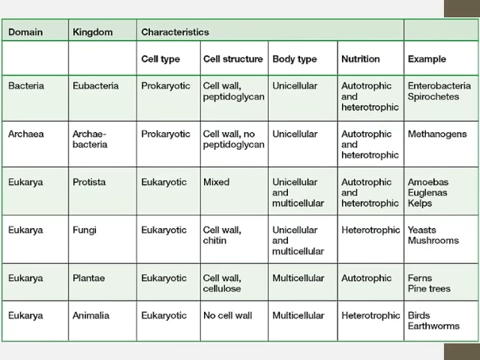 Domain Kingdom Characteristics
Cell type Cell structure Body type Nutrition Example
Bacteria Eubacteria Prokaryotic Cell wall, Unicellular Autotrophic Enterobacteria
peptidoglycan and Spirochetes
heterotrophic
Archaea Archae- Prokaryotic Cell wall, no Unicellular Autotrophic Methanogens
bacteria peptidoglycan and
heterotrophic
Eukarya Protista Eukaryotic Mixed Unicellular Autotrophic Amoebas
and and Euglenas
multicellular heterotrophic Kelps
Eukarya Fungi Eukaryotic Cell wall, Unicellular Heterotrophic Yeasts
chitin and Mushrooms
multicellular
Eukarya Plantae Eukaryotic Cell wall, Multicellular Autotrophic Ferns
cellulose Pine trees
Eukarya Animalia Eukaryotic No cell wall Multicellular Heterotrophic Birds
Earthworms